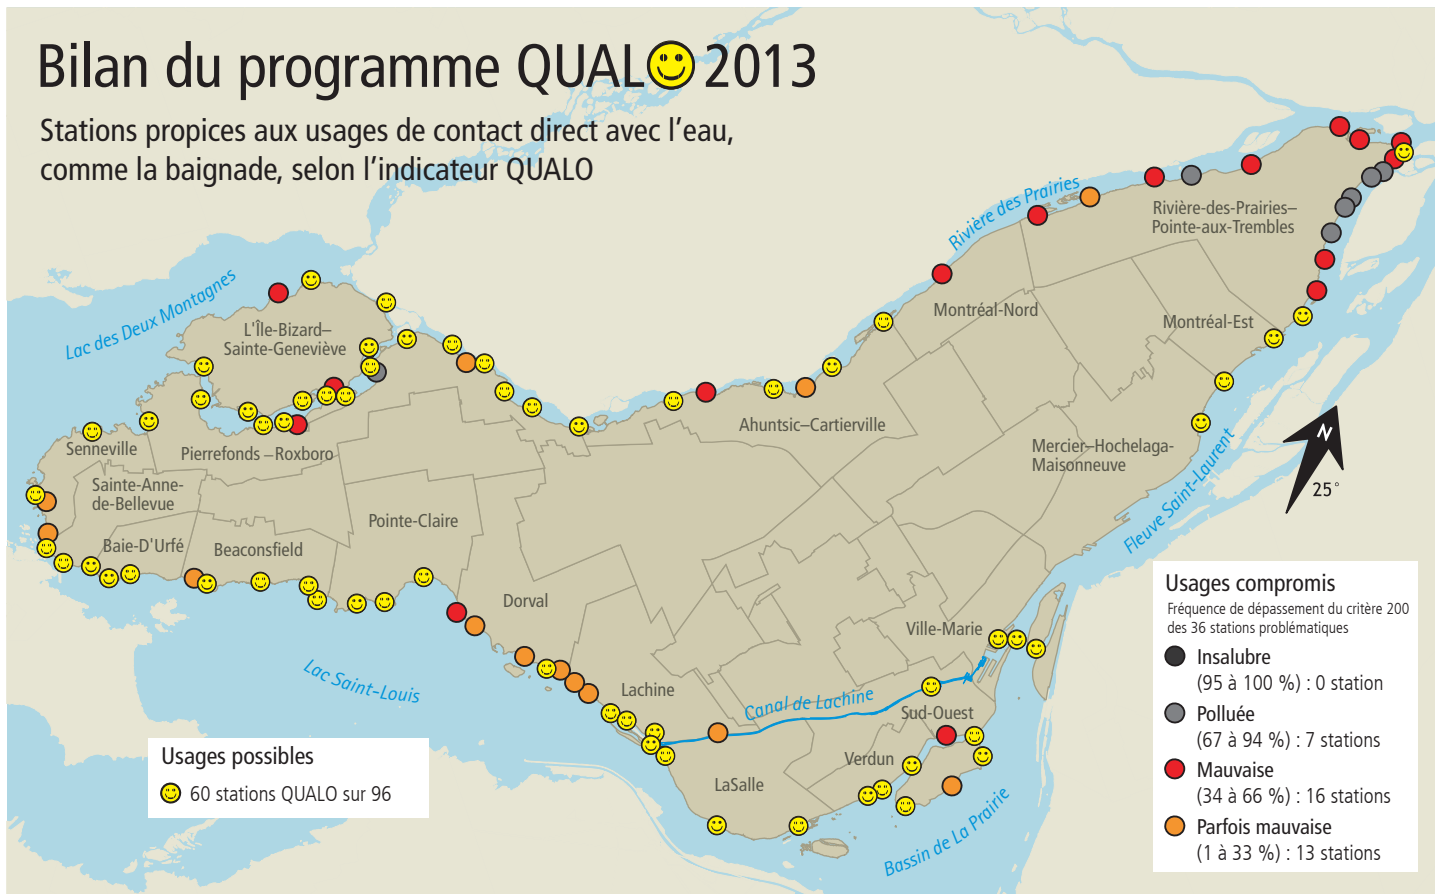 Bilan du programme QUALO 2013
Stations propices aux usages de contact direct avec l'eau,
comme la baignade, selon l'indicateur QUALO
Rivière des Prairies
Rivière-des-Prairies–
Pointe-aux-Trembles
Lac des Deux Montagnes
L'Île-Bizard–
Sainte-Geneviève
Montréal-Nord
Montréal-Est
Ahuntsic–Cartierville
Mercier–Hochelaga-
Maisonneuve
Senneville
Pierrefonds–Roxboro
Sainte-Anne-
de-Bellevue
Pointe-Claire
Baie-D'Urfé
Beaconsfield
N
25°
Fleuve Saint-Laurent
Dorval
Ville-Marie
Lac Saint-Louis
Lachine
Canal de Lachine
Sud-Ouest
Verdun
LaSalle
Bassin de La Prairie
Usages possibles
60 stations QUALO sur 96
Usages compromis
Fréquence de dépassement du critère 200
des 36 stations problématiques
Insalubre
(95 à 100 %) : 0 station
Polluée
(67 à 94 %) : 7 stations
Mauvaise
(34 à 66 %) : 16 stations
Parfois mauvaise
(1 à 33 %) : 13 stations